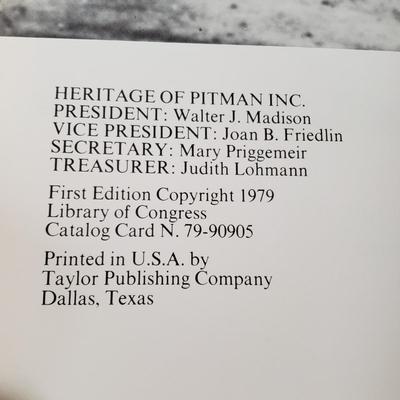 HERITAGE OF PITMAN INC.
PRESIDENT: Walter J. Madison
VICE PRESIDENT: Joan B. Friedlin
SECRETARY: Mary Priggemeir
TREASURER: Judith Lohmann
First Edition Copyright 1979
Library of Congress
Catalog Card N. 79-90905
Printed in U.S.A. by
Taylor Publishing Company
Dallas, Texas